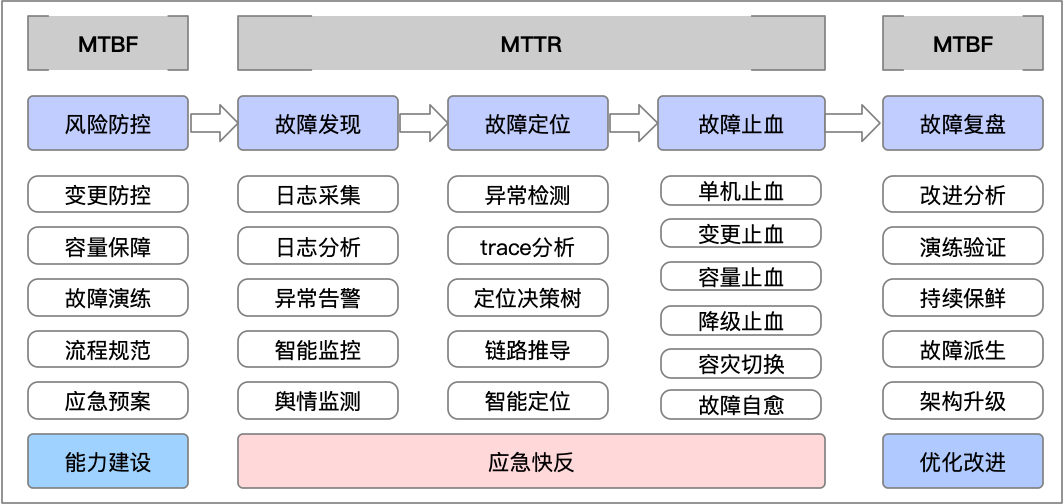 MTBF
MTTR
MTBF
风险防控
故障发现
故障定位
故障止血
故障复盘
变更防控
容量保障
故障演练
流程规范
应急预案
日志采集
日志分析
异常告警
智能监控
舆情监测
异常检测
trace分析
定位决策树
链路推导
智能定位
单机止血
变更止血
容量止血
降级止血
容灾切换
故障自愈
改进分析
演练验证
持续保鲜
故障派生
架构升级
能力建设
应急快反
优化改进